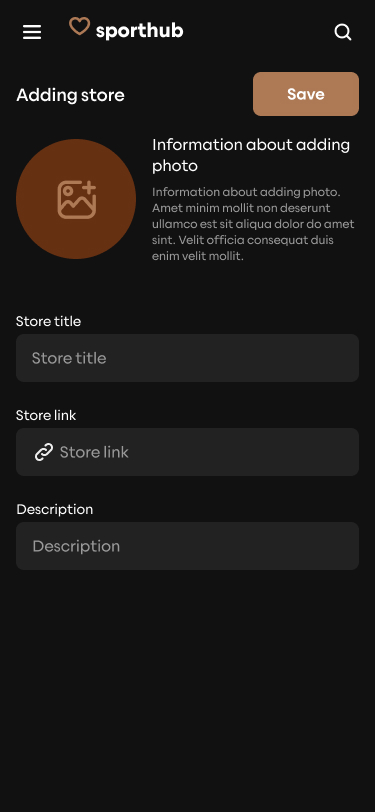 sporthub
Adding store
Save
Information about adding
photo
Information about adding photo.
Amet minim mollit non deserunt
ullamco est sit aliqua dolor do amet
sint. Velit officia consequat duis
enim velit mollit.
Store title
Store title
Store link
Store link
Description
Description